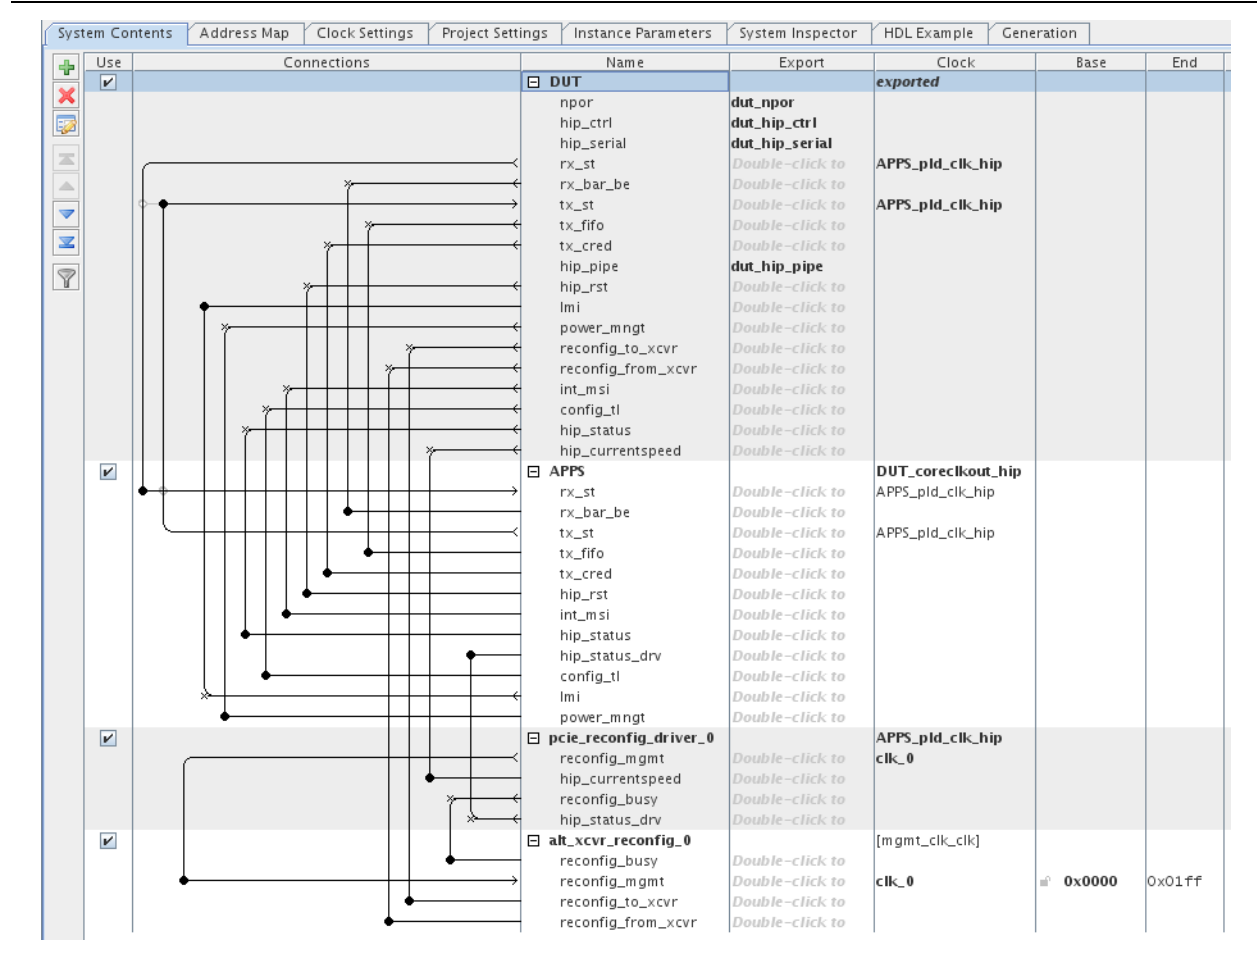 System Contents Address Map Clock Settings Project Settings Instance Parameters System Inspector HDL Example Generation
Use Connections Name Export Clock Base End
DUT exported
npor dut_npor
hip_ctrl dut_hip_ctrl
hip_serial dut_hip_serial
rx_st Double-click to APPS_pld_clk_hip
rx_bar_be Double-click to
tx_st Double-click to APPS_pld_clk_hip
tx_fifo Double-click to
tx_cred Double-click to
hip_pipe dut_hip_pipe
hip_rst Double-click to
lmi Double-click to
power_mngt Double-click to
reconfig_to_xcvr Double-click to
reconfig_from_xcvr Double-click to
int_msi Double-click to
config_tl Double-click to
hip_status Double-click to
hip_currentspeed Double-click to
APPS DUT_coreclkout_hip
rx_st Double-click to APPS_pld_clk_hip
rx_bar_be Double-click to
tx_st Double-click to APPS_pld_clk_hip
tx_fifo Double-click to
tx_cred Double-click to
hip_rst Double-click to
int_msi Double-click to
hip_status Double-click to
hip_status_drv Double-click to
config_tl Double-click to
lmi Double-click to
power_mngt Double-click to
pcie_reconfig_driver_0 APPS_pld_clk_hip
reconfig_mgmt Double-click to clk_0
hip_currentspeed Double-click to
reconfig_busy Double-click to
hip_status_drv Double-click to
alt_xcvr_reconfig_0 [mgmt_clk_clk]
reconfig_busy Double-click to
reconfig_mgmt Double-click to clk_0 0x0000 0x01ff
reconfig_to_xcvr Double-click to
reconfig_from_xcvr Double-click to